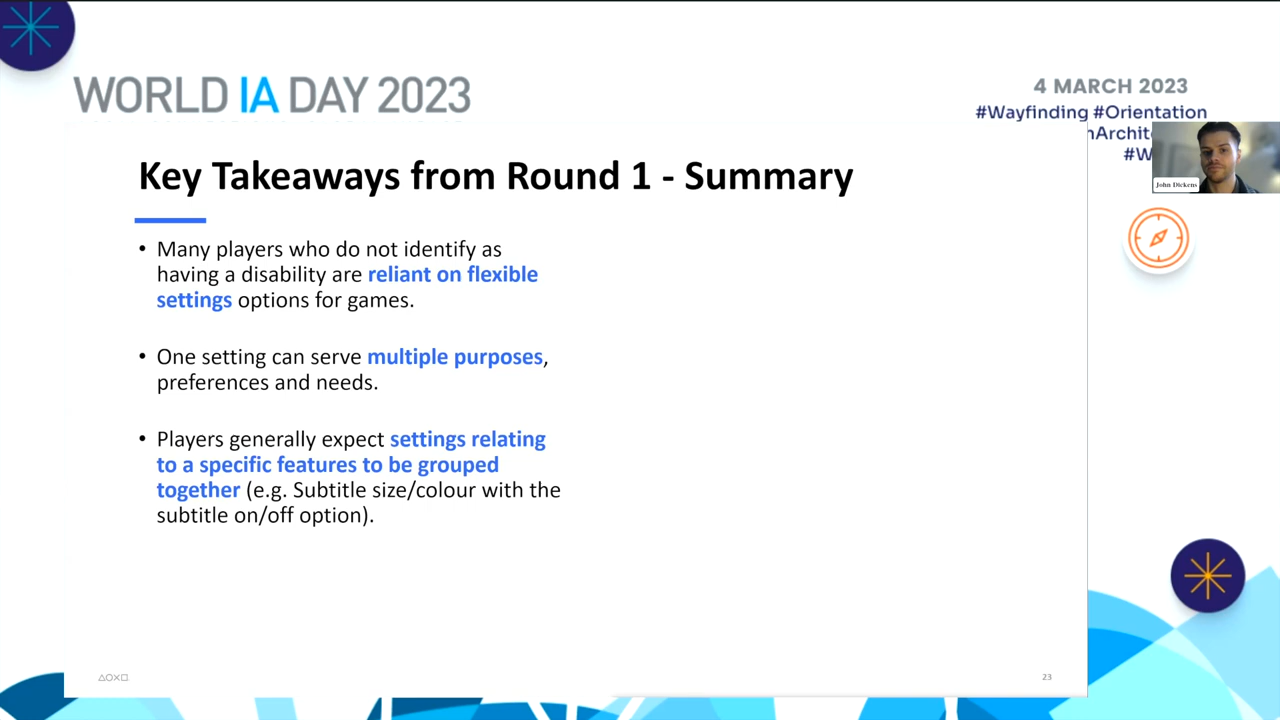 WORLD IA DAY 2023
4 MARCH 2023
#Wayfinding #Orientation
#W
John Dickens
Key Takeaways from Round 1 - Summary
• Many players who do not identify as
having a disability are reliant on flexible
settings options for games.
• One setting can serve multiple purposes,
preferences and needs.
• Players generally expect settings relating
to a specific features to be grouped
together (e.g. Subtitle size/colour with the
subtitle on/off option).
23